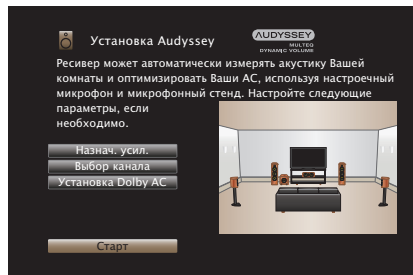 Установка Audyssey
AUDYSSEY
MULTEQ
DYNAMIC VOLUME
Ресивер может автоматически измерять акустику Вашей
комнаты и оптимизировать Ваши АС, используя настроечный
микрофон и микрофонный стенд. Настройте следующие
параметры, если
необходимо.
Назнач. усил.
Выбор канала
Установка Dolby АС
Старт